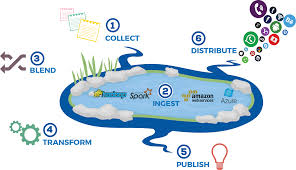 1
COLLECT
6
DISTRIBUTE
3
BLEND
hadoop
Spark
2
INGEST
amazon
webservices
Azure
4
TRANSFORM
5
PUBLISH